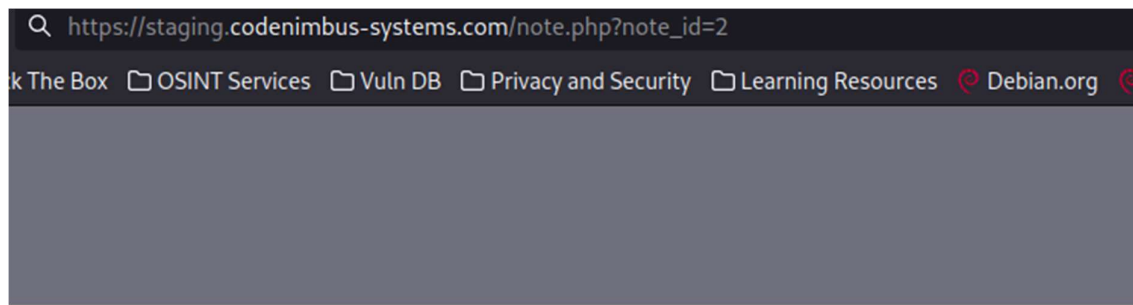 https://staging.codenimbus-systems.com/note.php?note_id=2
k The Box OSINT Services Vuln DB Privacy and Security Learning Resources Debian.org